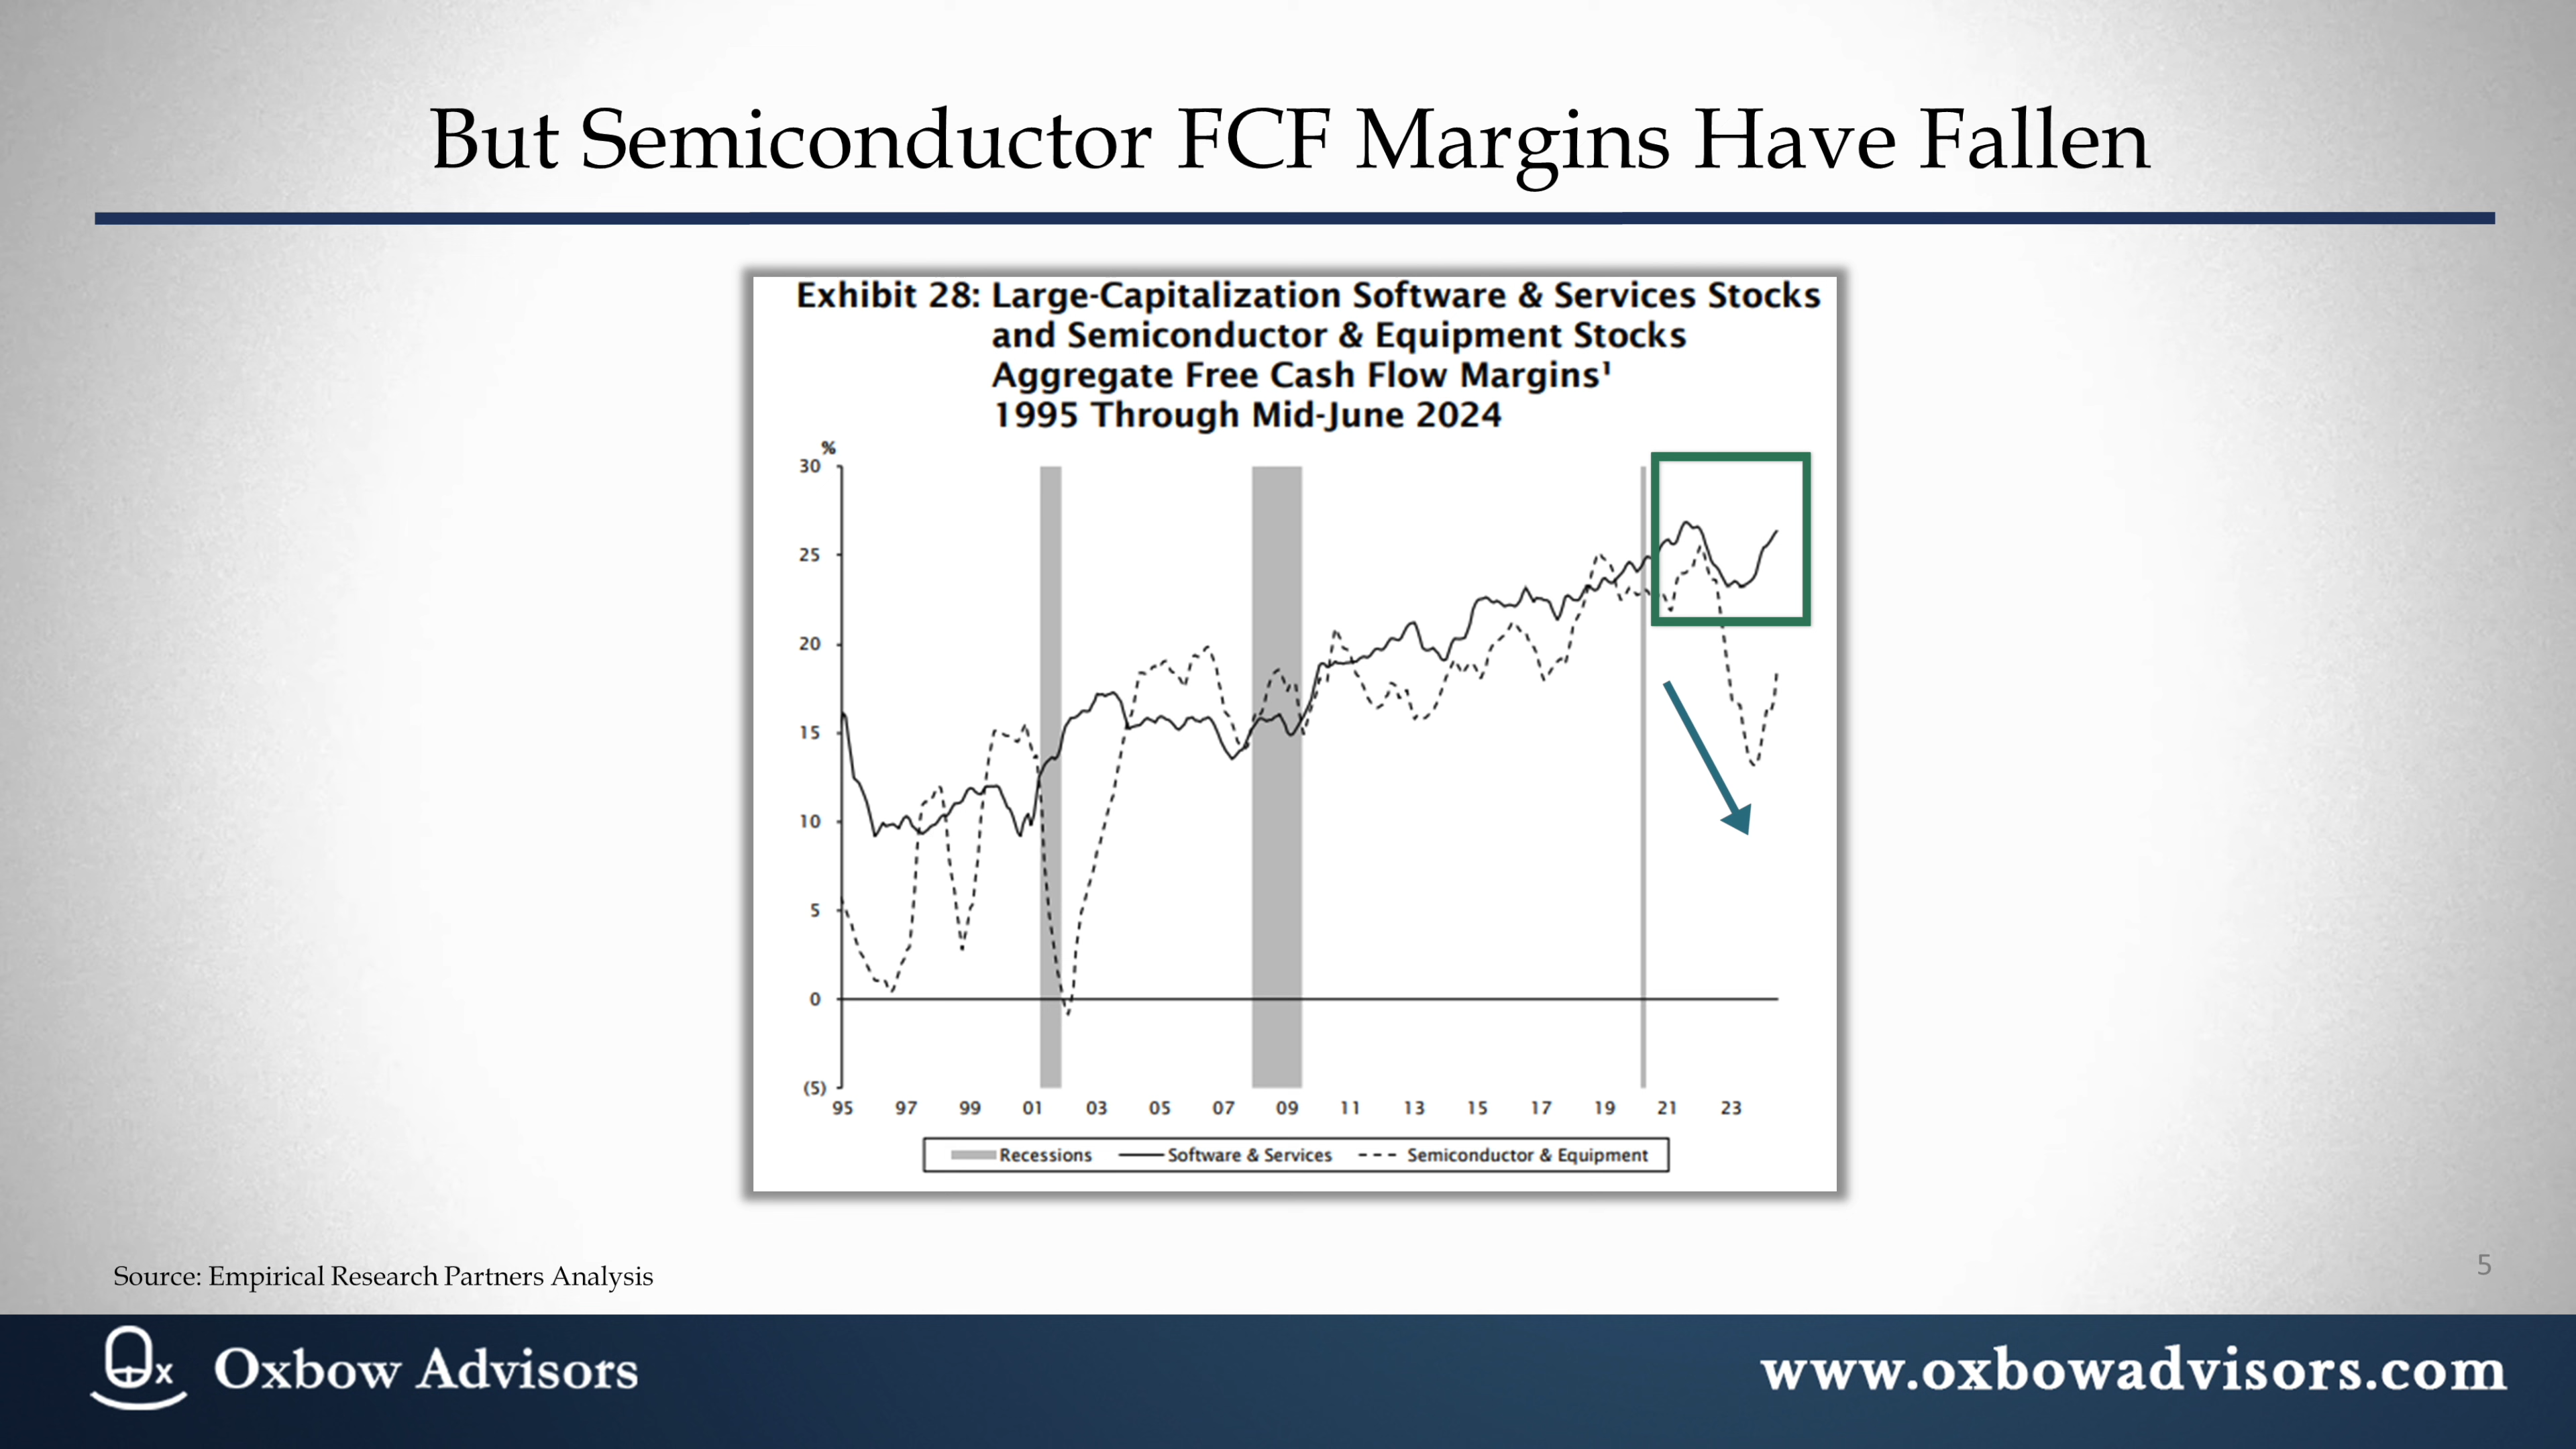 But Semiconductor FCF Margins Have Fallen
Exhibit 28: Large-Capitalization Software & Services Stocks
and Semiconductor & Equipment Stocks
Aggregate Free Cash Flow Margins¹
1995 Through Mid-June 2024
%
30
25
20
15
10
5
0
(5)
95 97 99 01 03 05 07 09 11 13 15 17 19 21 23
Recessions Software & Services Semiconductor & Equipment
Source: Empirical Research Partners Analysis
5
Ox Oxbow Advisors
www.oxbowadvisors.com